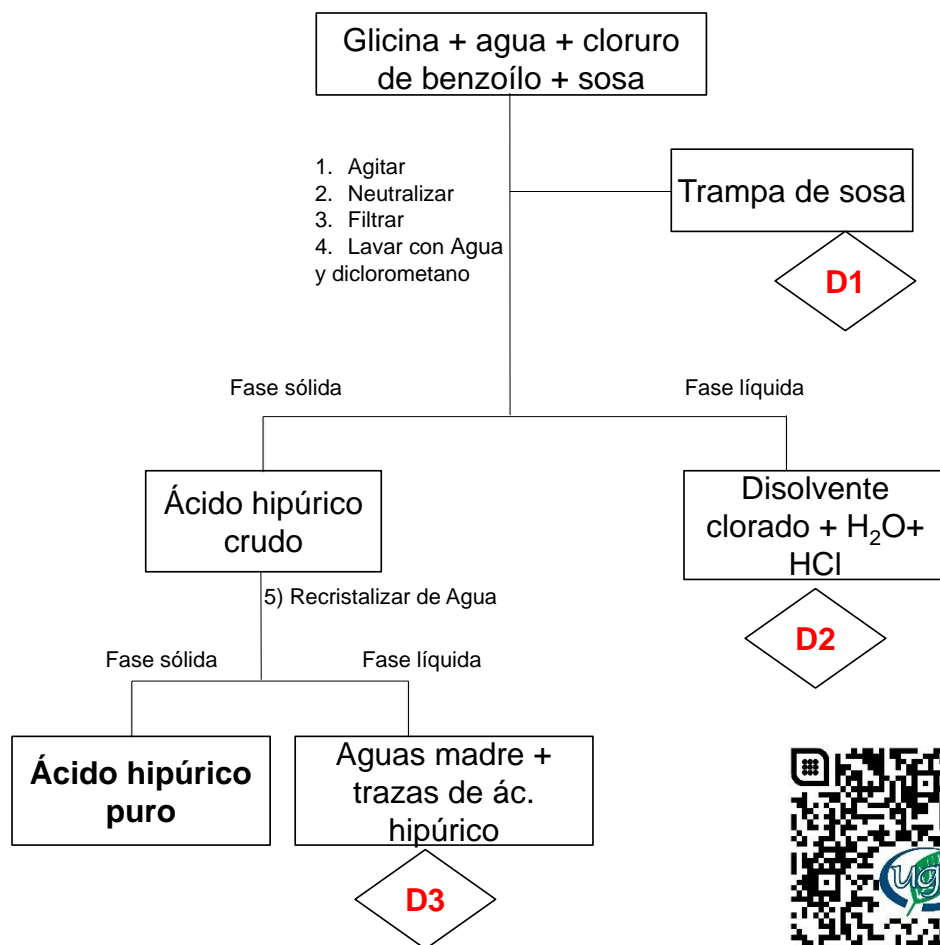 Glicina + agua + cloruro
de benzoílo + sosa
1. Agitar
2. Neutralizar
3. Filtrar
4. Lavar con Agua
y diclorometano
Trampa de sosa
D1
Fase sólida
Fase líquida
Ácido hipúrico
crudo
Disolvente
clorado + H₂O+
HCl
5) Recristalizar de Agua
D2
Fase sólida
Fase líquida
Ácido hipúrico
puro
Aguas madre +
trazas de ác.
hipúrico
D3